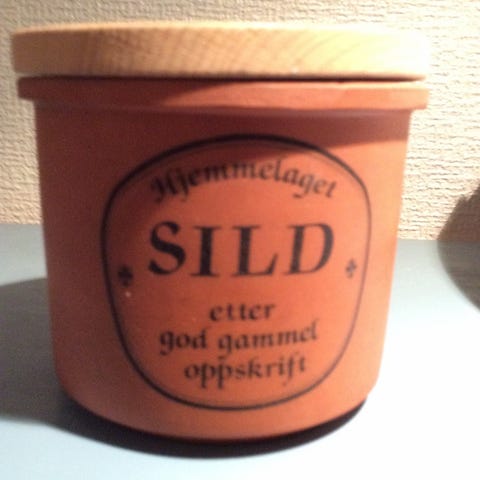 Hjemmelaget
SILD
etter
god gammel
oppskrift